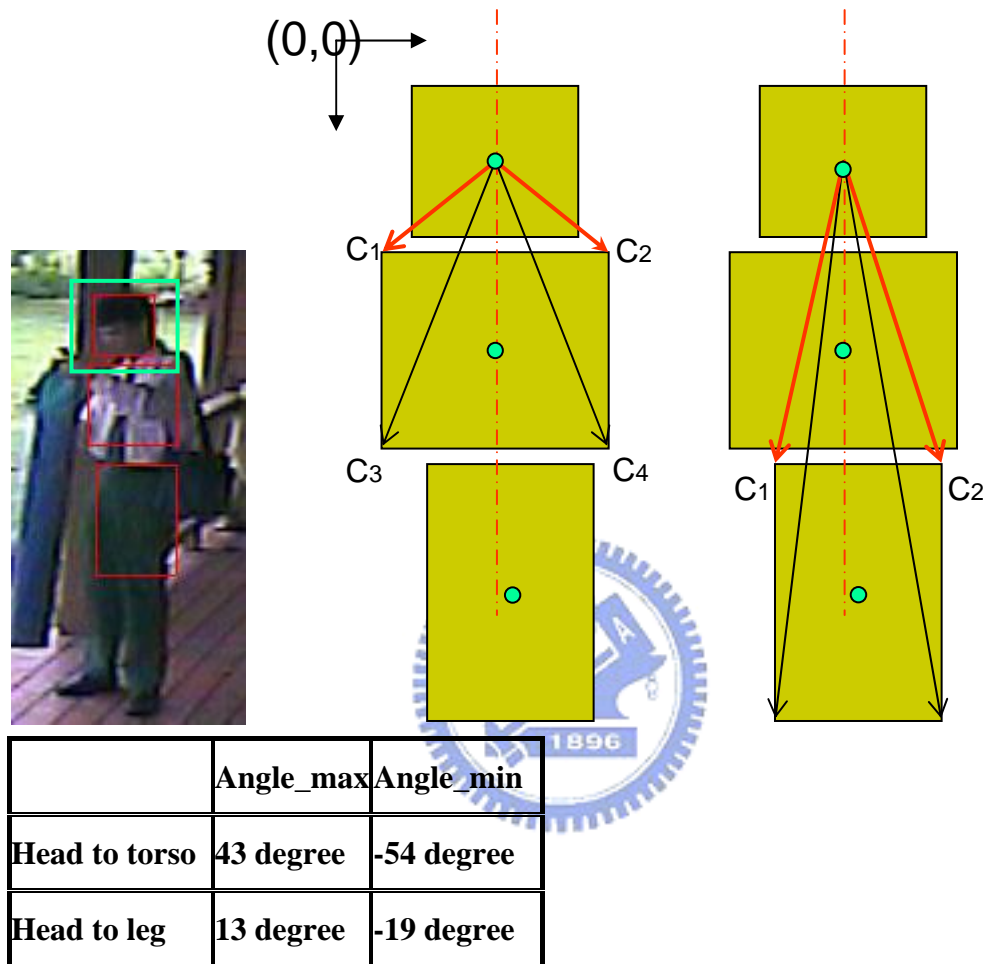 (0,0)
C1 C2
C3 C4
C1 C2
A
1896
Angle_max Angle_min
Head to torso 43 degree -54 degree
Head to leg 13 degree -19 degree